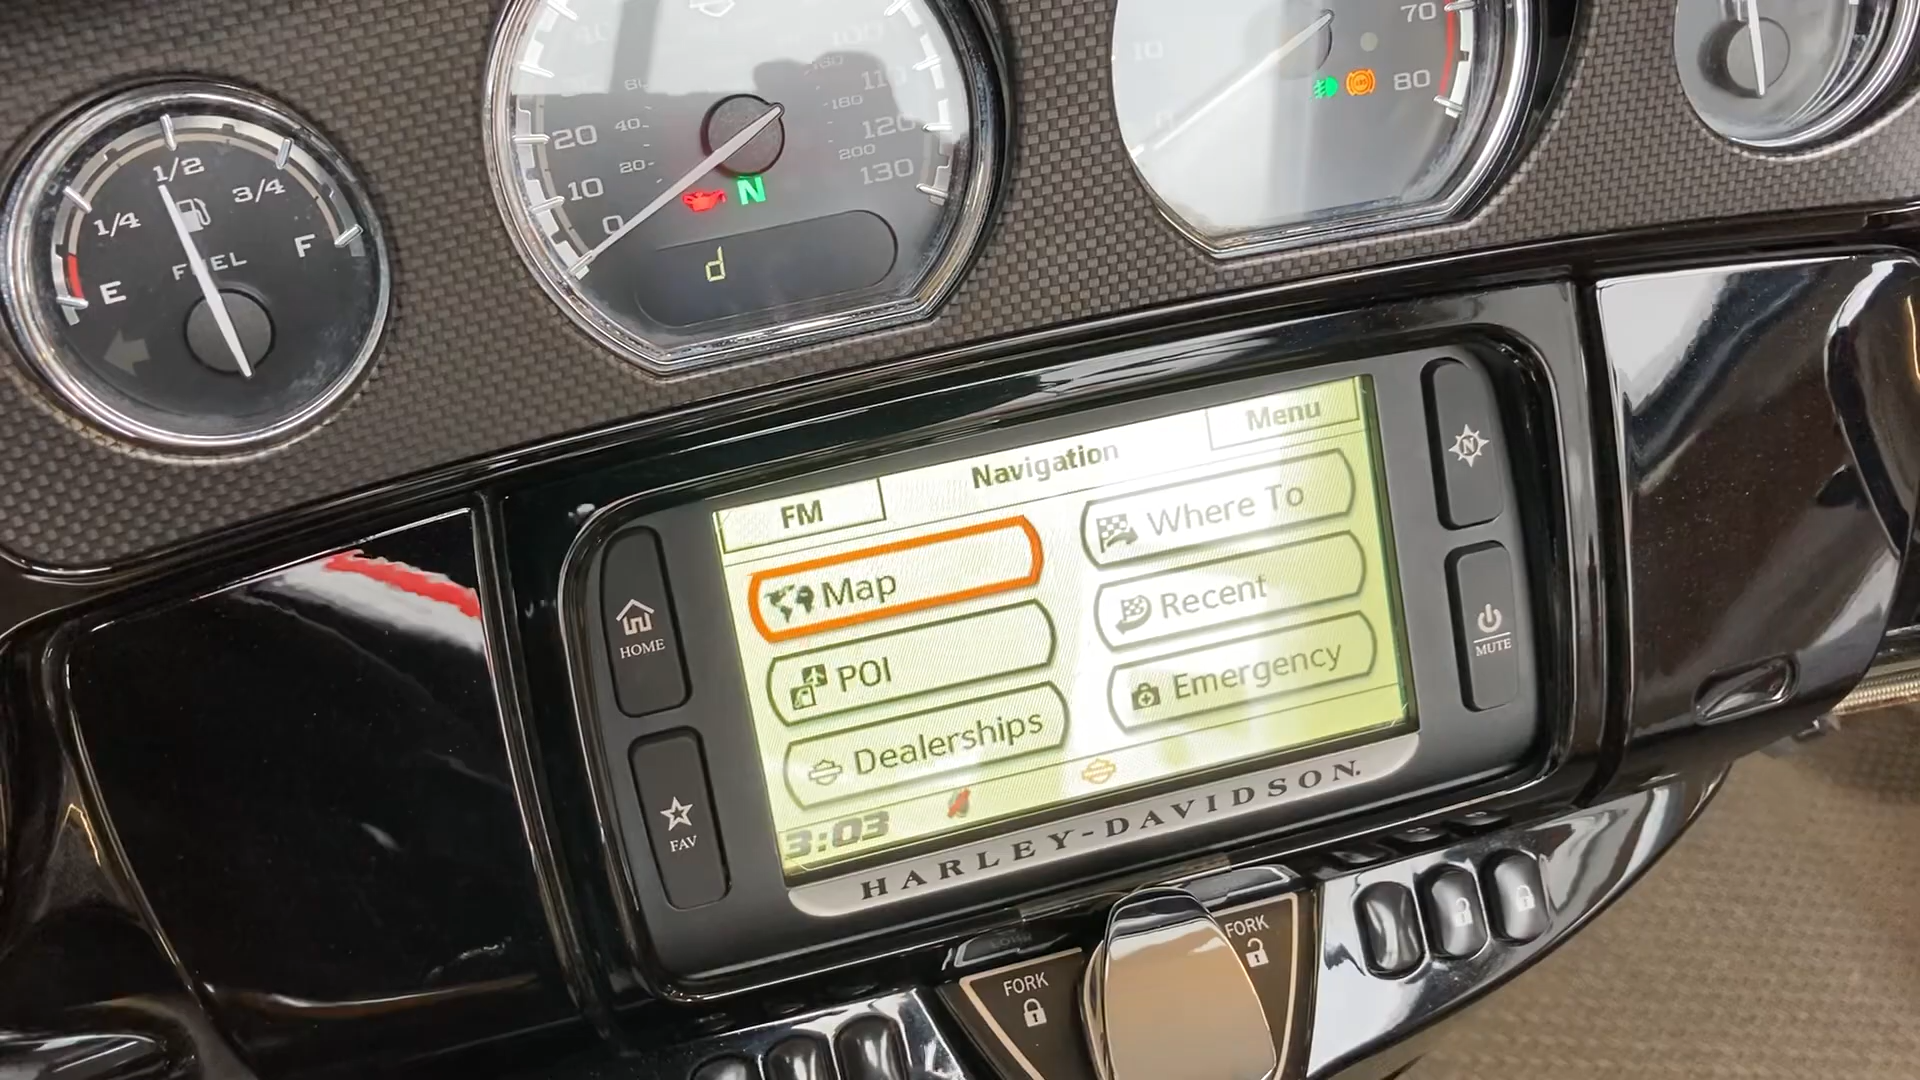 1/2
1/4
3/4
E
FUEL
F
100
20
40
110
10
20
180
120
0
200
130
N
d
10
70
80
FM
Navigation
Menu
Map
Where To
POI
Recent
Dealerships
Emergency
3:03
HARLEY-DAVIDSON
HOME
FAV
N
MUTE
FORK
FORK